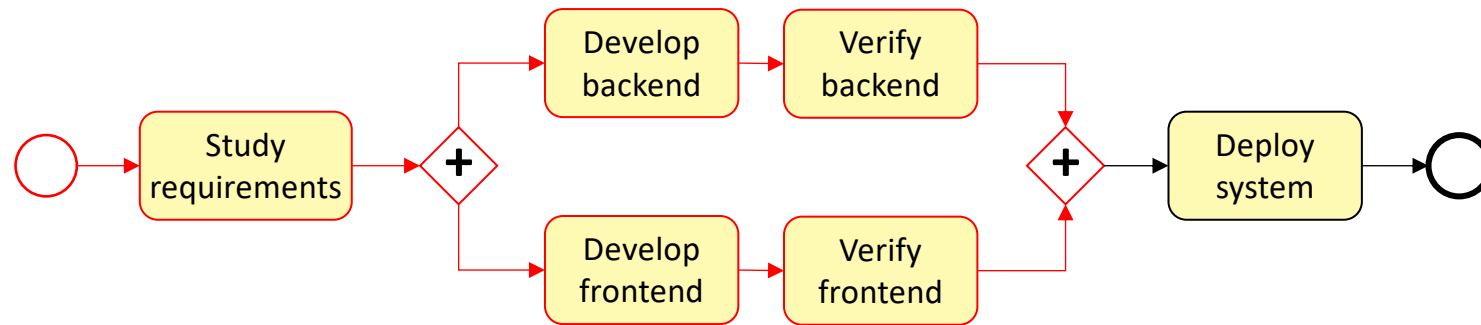 Study
requirements
Develop
backend
Verify
backend
Develop
frontend
Verify
frontend
Deploy
system